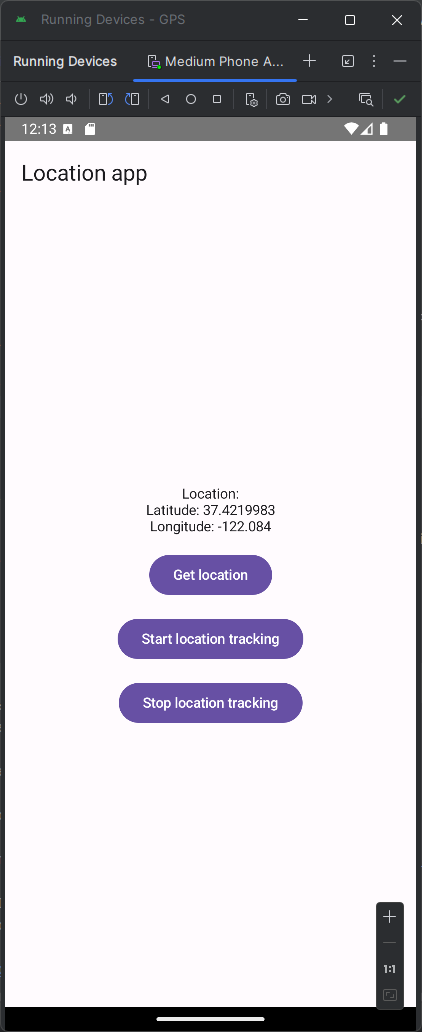 Running Devices - GPS
Running Devices
Medium Phone A...
12:13 A
Location app
Location:
Latitude: 37.4219983
Longitude: -122.084
Get location
Start location tracking
Stop location tracking
1:1